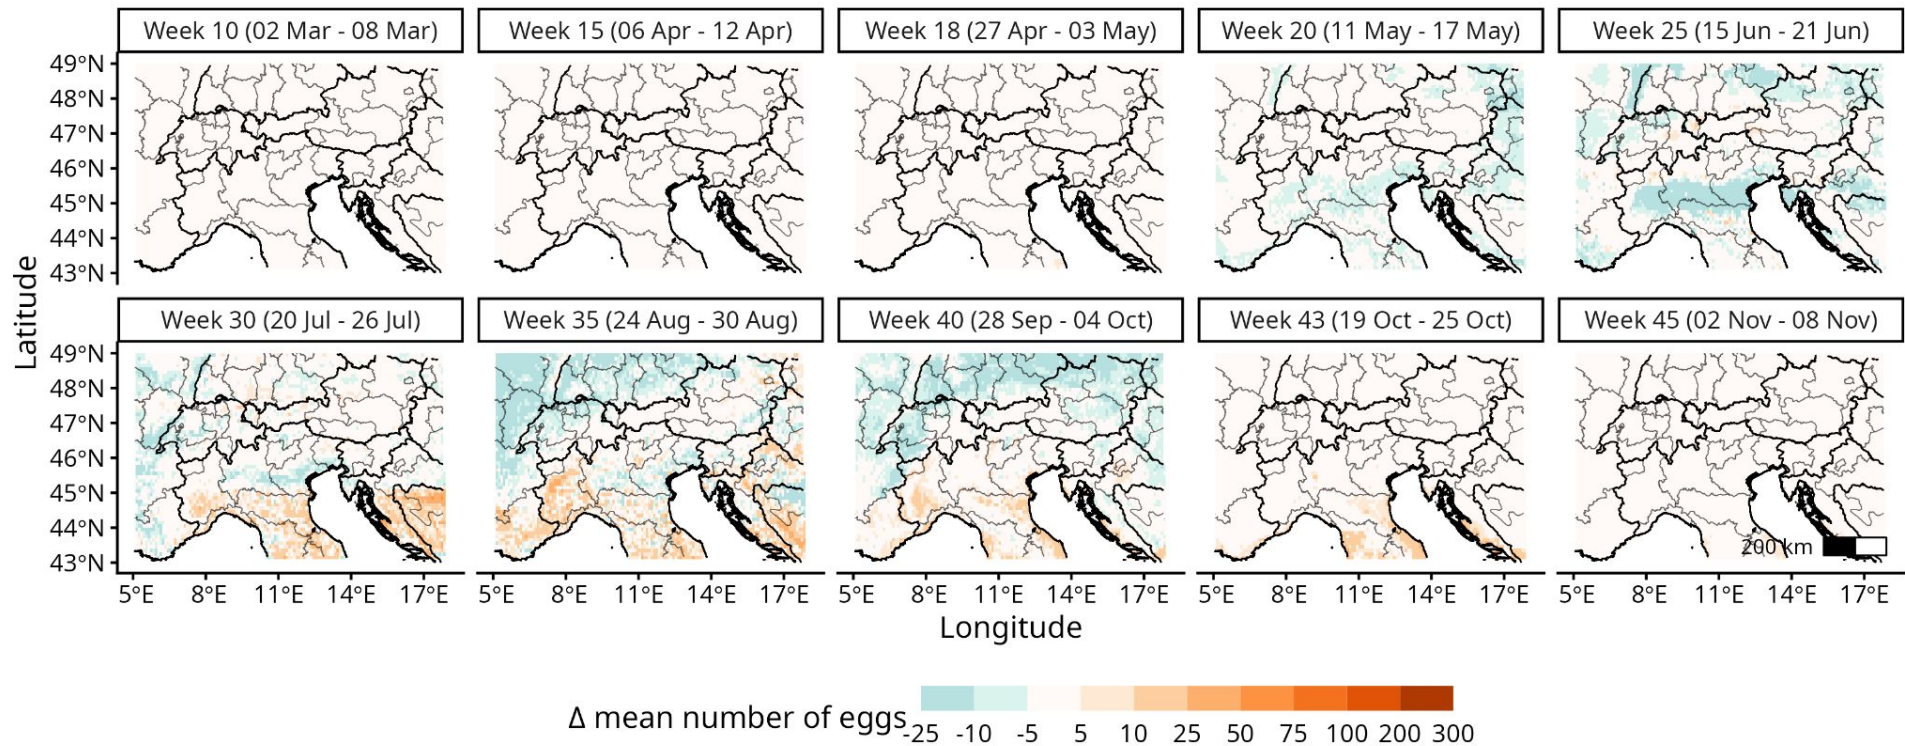 Week 10 (02 Mar - 08 Mar)
Week 15 (06 Apr - 12 Apr)
Week 18 (27 Apr - 03 May)
Week 20 (11 May - 17 May)
Week 25 (15 Jun - 21 Jun)
49°N
48°N
47°N
46°N
45°N
44°N
43°N
Latitude
Week 30 (20 Jul - 26 Jul)
Week 35 (24 Aug - 30 Aug)
Week 40 (28 Sep - 04 Oct)
Week 43 (19 Oct - 25 Oct)
Week 45 (02 Nov - 08 Nov)
49°N
48°N
47°N
46°N
45°N
44°N
43°N
200 km
5°E 8°E 11°E 14°E 17°E
5°E 8°E 11°E 14°E 17°E
5°E 8°E 11°E 14°E 17°E
5°E 8°E 11°E 14°E 17°E
5°E 8°E 11°E 14°E 17°E
Longitude
Δ mean number of eggs
-25 -10 -5 5 10 25 50 75 100 200 300